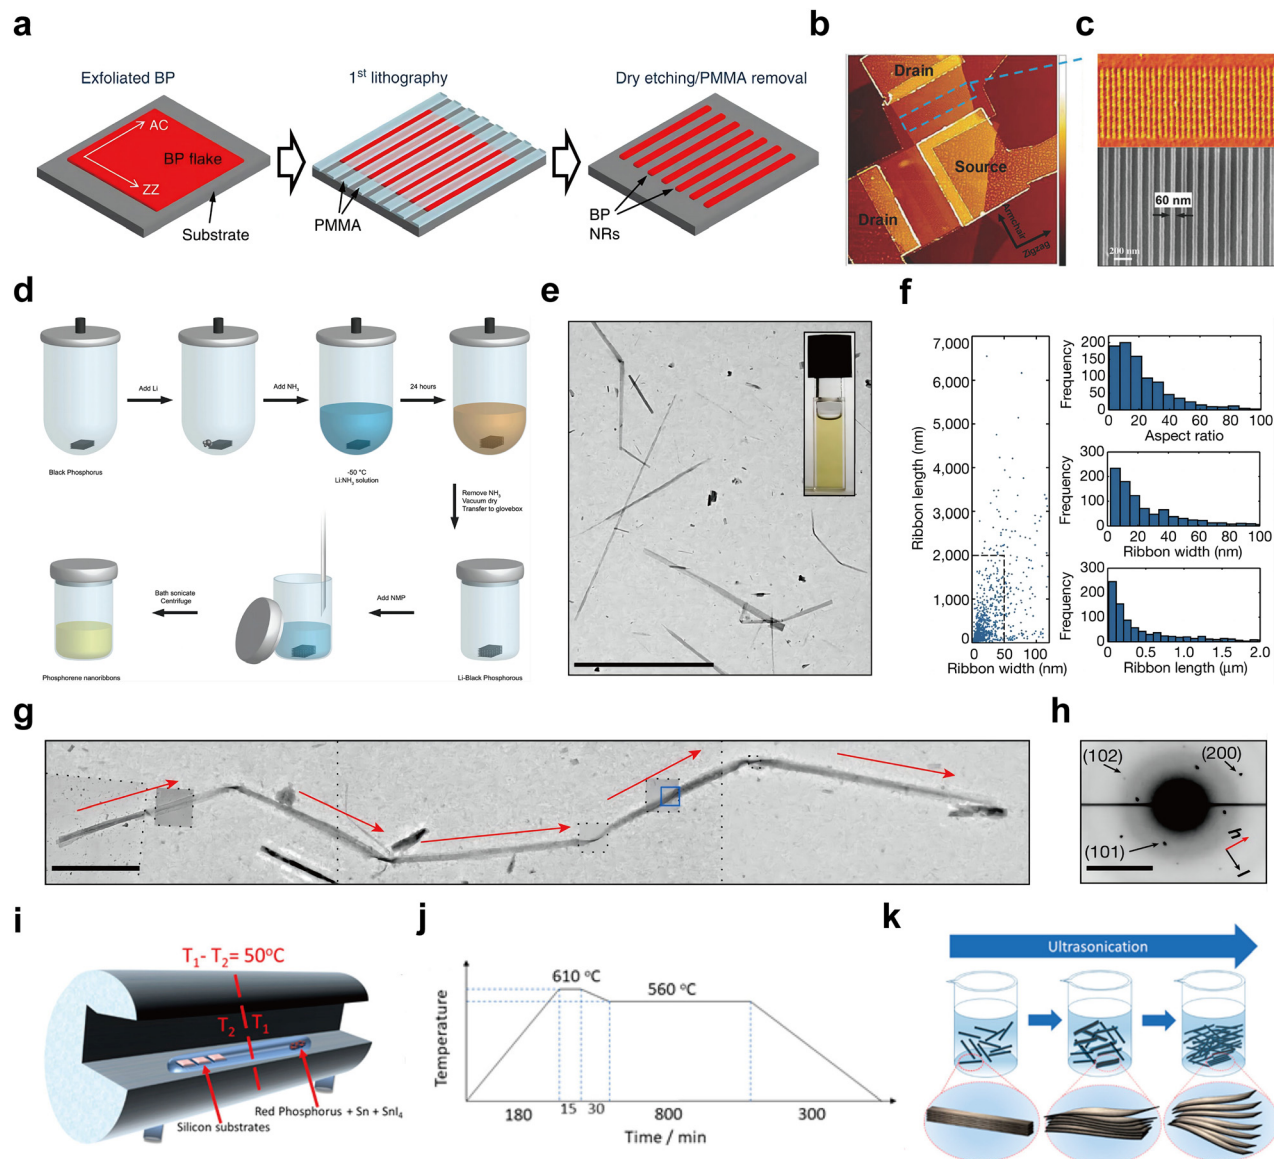 a
Exfoliated BP
AC
BP flake
ZZ
Substrate
1st lithography
PMMA
Dry etching/PMMA removal
BP
NRs
b
Drain
Source
Drain
Armchair
Zigzag
c
60 nm
200 nm
d
Add Li
Add NH3
24 hours
Black Phosphorus
-50 °C
Li:NH3 solution
Remove NH3
Vacuum dry
Transfer to glovebox
Bath sonicate
Centrifuge
Add NMP
Phosphorene nanoribbons
Li-Black Phosphorous
e
f
Ribbon length (nm)
7,000
6,000
5,000
4,000
3,000
2,000
1,000
0
0 50 100
Ribbon width (nm)
Frequency
200
150
100
50
0
0 20 40 60 80 100
Aspect ratio
Frequency
300
200
100
0
0 20 40 60 80 100
Ribbon width (nm)
Frequency
300
200
100
0
0 0.5 1.0 1.5 2.0
Ribbon length (μm)
g
h
(102)
(200)
(101)
h
l
i
T1- T2= 50°C
T2 T1
Red Phosphorus + Sn + SnI4
Silicon substrates
j
Temperature
610 °C
560 °C
180 15 30 800 300
Time / min
k
Ultrasonication